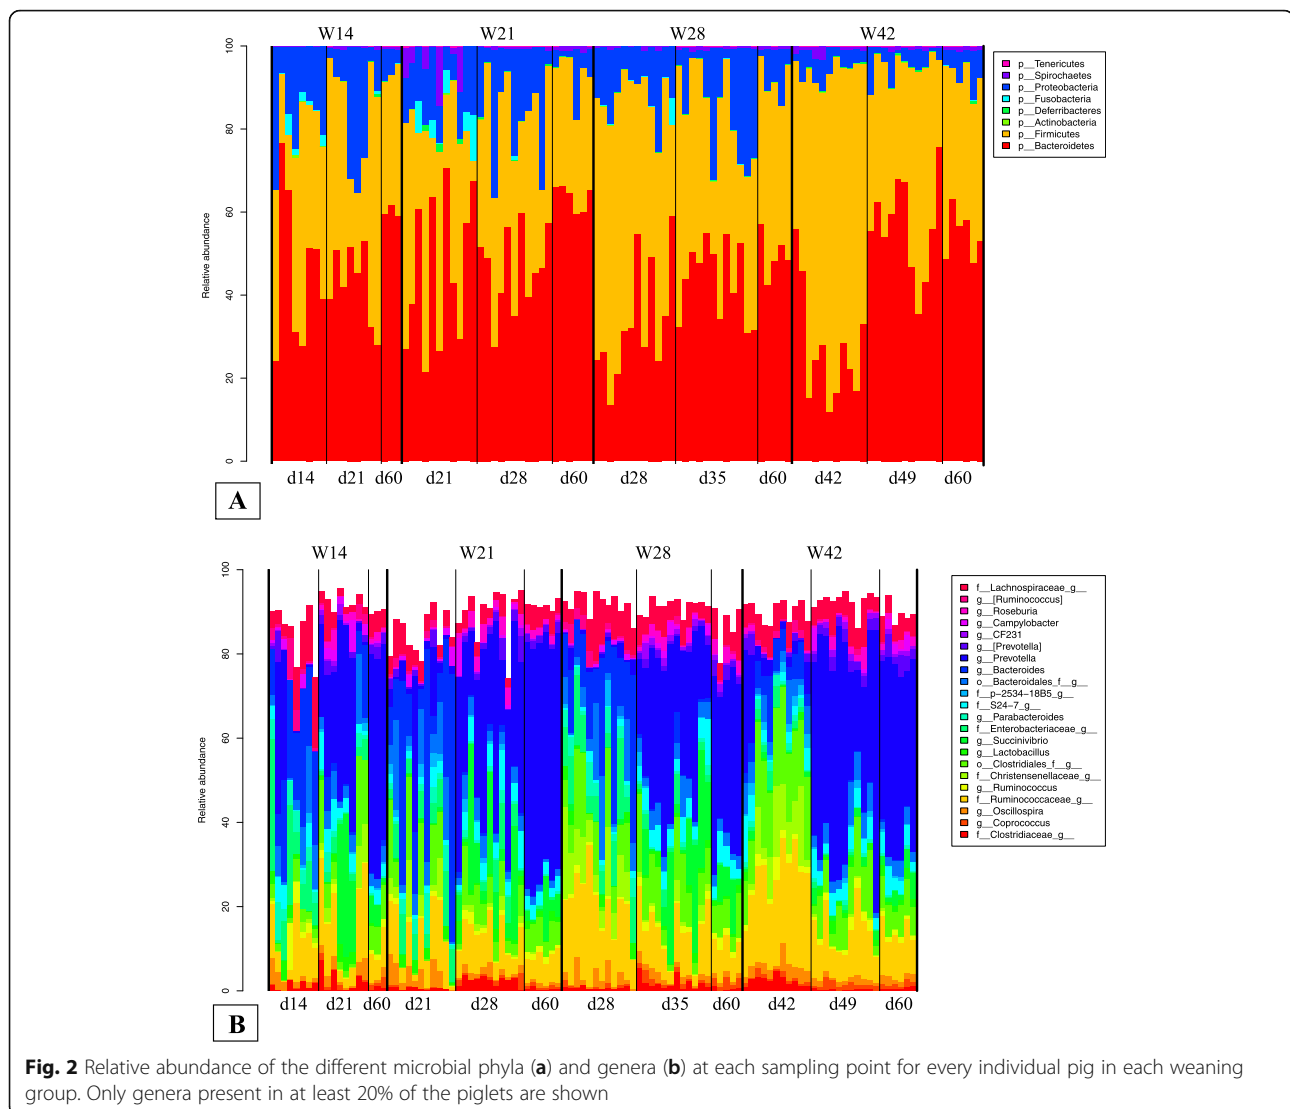 W14 W21 W28 W42
100
80
60
40
20
0
Relative abundance
p__Tenericutes
p__Spirochaetes
p__Proteobacteria
p__Fusobacteria
p__Deferribacteres
p__Actinobacteria
p__Firmicutes
p__Bacteroidetes
d14 d21 d60 d21 d28 d60 d28 d35 d60 d42 d49 d60
A
W14 W21 W28 W42
100
80
60
40
20
0
Relative abundance
f__Lachnospiraceae_g__
g__[Ruminococcus]
g__Roseburia
g__Campylobacter
g__CF231
g__[Prevotella]
g__Prevotella
g__Bacteroides
o__Bacteroidales_f__g__
f__p-2534-18B5_g__
f__S24-7_g__
g__Parabacteroides
f__Enterobacteriaceae_g__
g__Succinivibrio
g__Lactobacillus
o__Clostridiales_f__g__
f__Christensenellaceae_g__
g__Ruminococcus
f__Ruminococcaceae_g__
g__Oscillospira
g__Coprococcus
f__Clostridiaceae_g__
d14 d21 d60 d21 d28 d60 d28 d35 d60 d42 d49 d60
B
Fig. 2 Relative abundance of the different microbial phyla (a) and genera (b) at each sampling point for every individual pig in each weaning
group. Only genera present in at least 20% of the piglets are shown